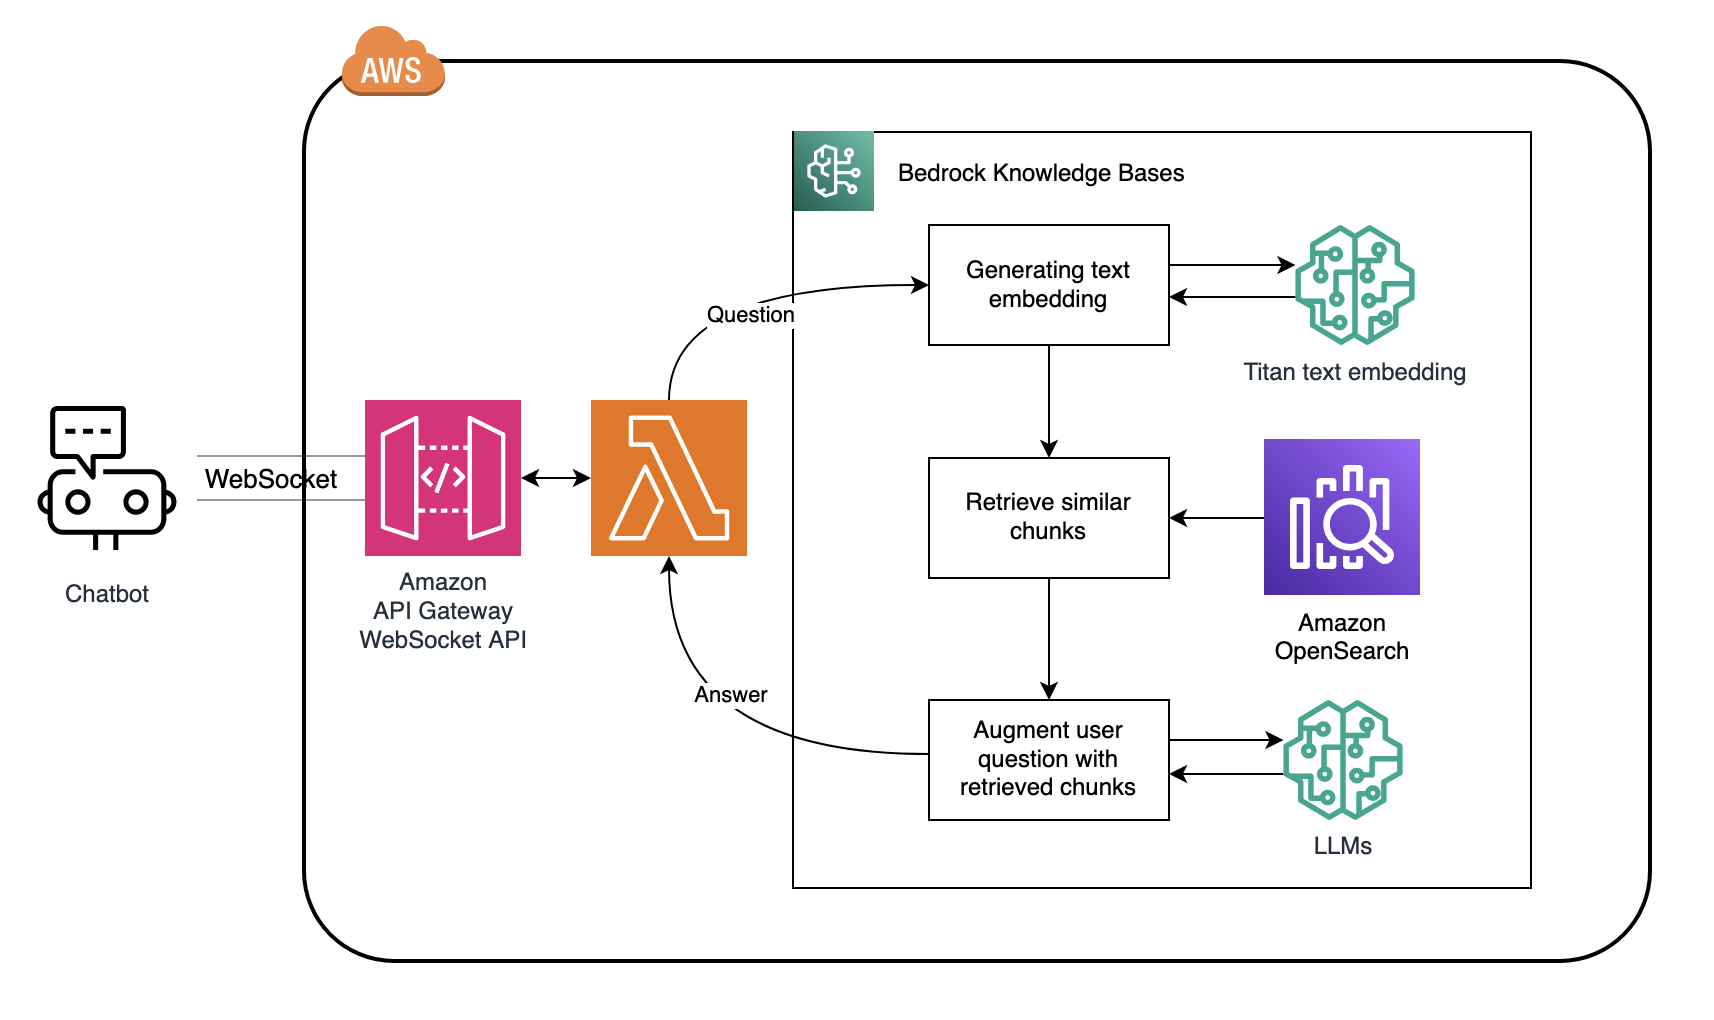 AWS
Bedrock Knowledge Bases
Generating text
embedding
Titan text embedding
Question
WebSocket
Chatbot
Amazon
API Gateway
WebSocket API
Retrieve similar
chunks
Amazon
OpenSearch
Answer
Augment user
question with
retrieved chunks
LLMs